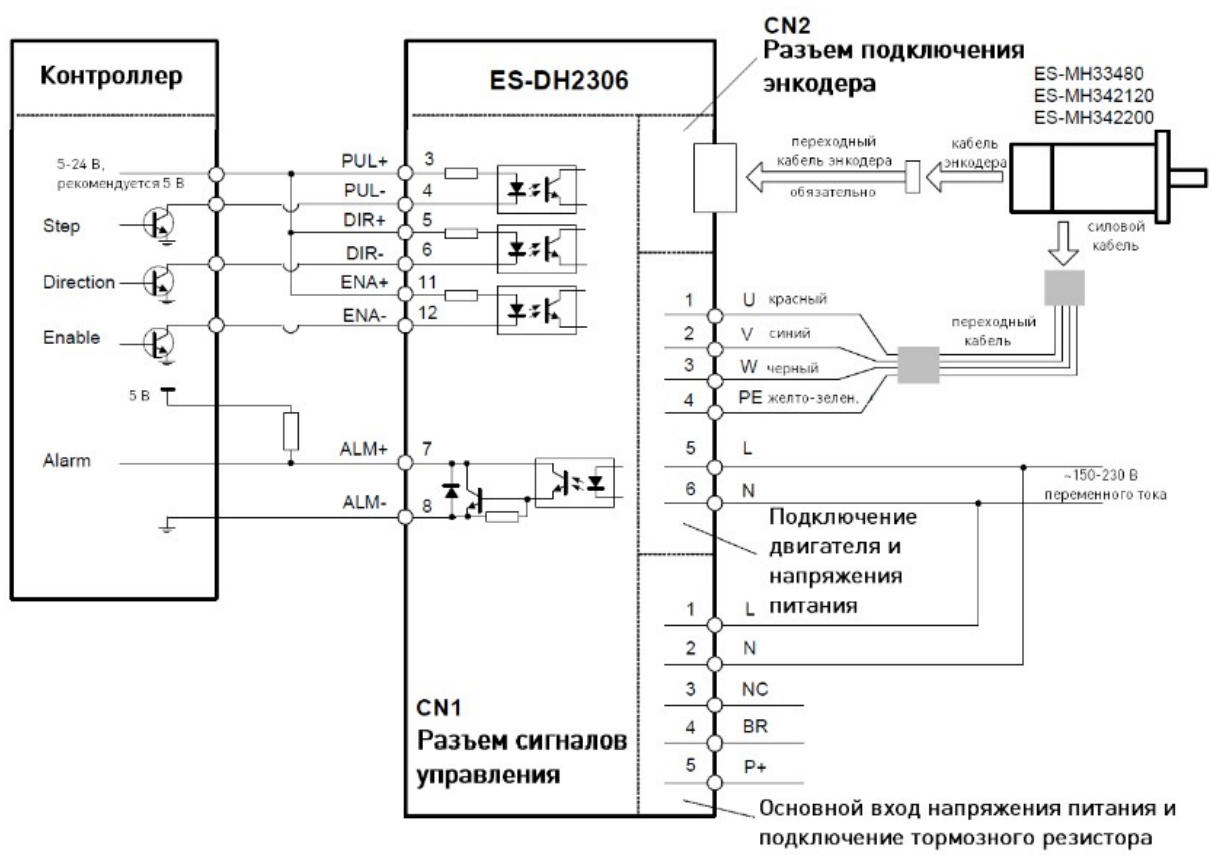 Контроллер
5-24 В,
рекомендуется 5 В
Step
Direction
Enable
5 В
Alarm
ES-DH2306
PUL+ 3
PUL- 4
DIR+ 5
DIR- 6
ENA+ 11
ENA- 12
ALM+ 7
ALM- 8
CN1
Разъем сигналов
управления
CN2
Разъем подключения
энкодера
переходный
кабель энкодера
обязательно
кабель
энкодера
ES-MH33480
ES-MH342120
ES-MH342200
силовой
кабель
переходный
кабель
1 U красный
2 V синий
3 W черный
4 PE желто-зелен.
5 L
6 N
~150-230 В
переменного тока
Подключение
двигателя и
напряжения
питания
1 L
2 N
3 NC
4 BR
5 P+
Основной вход напряжения питания и
подключение тормозного резистора